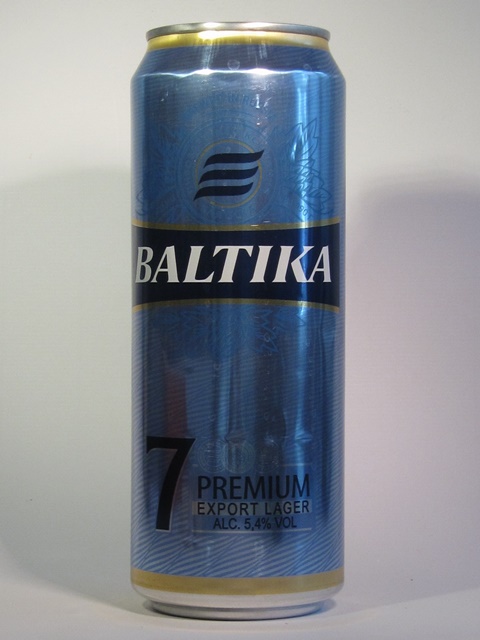 BALTIKA
7
PREMIUM
EXPORT LAGER
ALC. 5,4% VOL